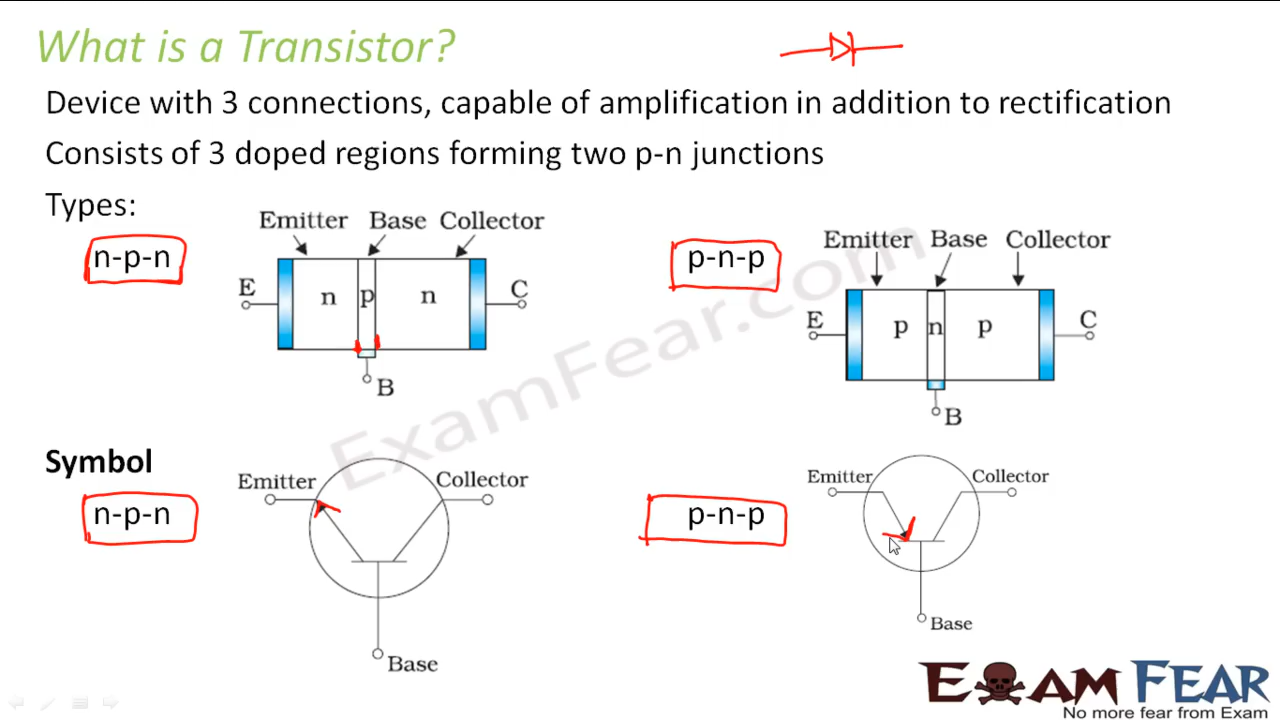 What is a Transistor?
Device with 3 connections, capable of amplification in addition to rectification
Consists of 3 doped regions forming two p-n junctions
Types:
n-p-n
Emitter Base Collector
E n p n C
B
p-n-p
Emitter Base Collector
E p n p C
B
ExamFear.com
Symbol
n-p-n
Emitter Collector
Base
p-n-p
Emitter Collector
Base
EXAM FEAR
No more fear from Exam